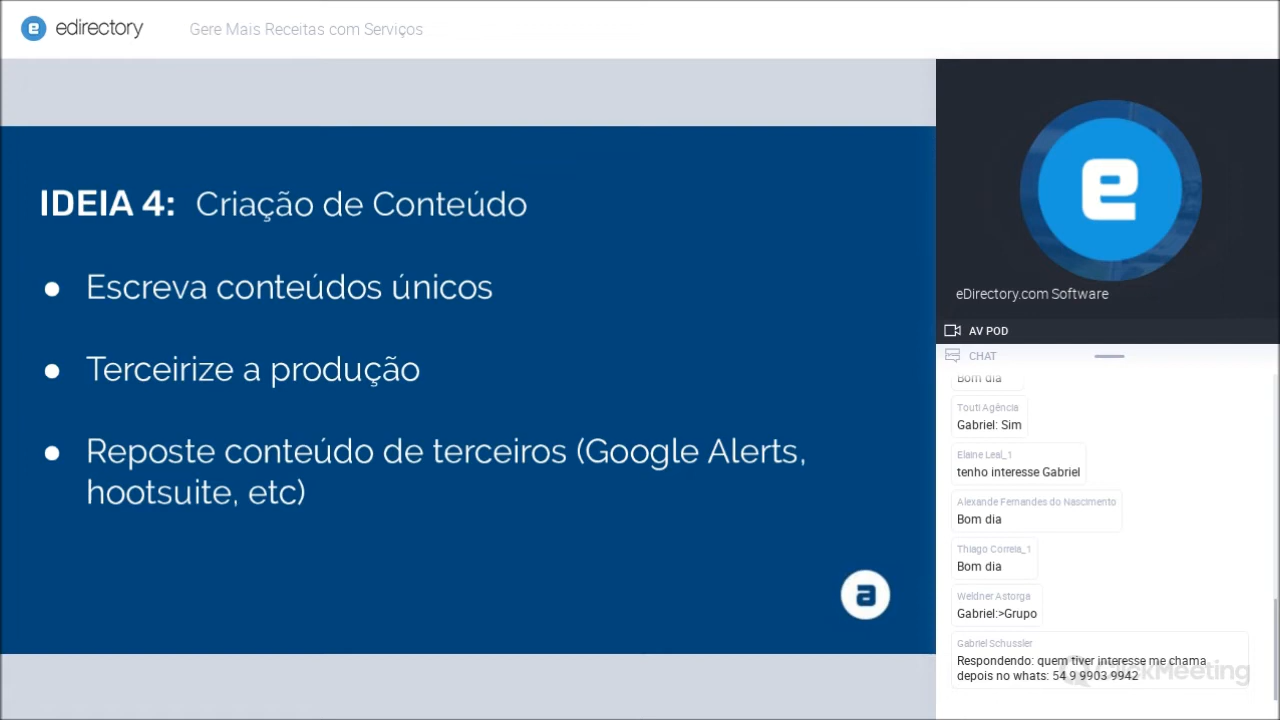 e edirectory Gere Mais Receitas com Serviços
IDEIA 4: Criação de Conteúdo
● Escreva conteúdos únicos
● Terceirize a produção
● Reposte conteúdo de terceiros (Google Alerts,
hootsuite, etc)
a
e
eDirectory.com Software
AV POD
CHAT
Bom dia
Touti Agência
Gabriel: Sim
Elaine Leal_1
tenho interesse Gabriel
Alexande Fernandes do Nascimento
Bom dia
Thiago Correia_1
Bom dia
Weldner Astorga
Gabriel:>Grupo
Gabriel Schussler
Respondendo: quem tiver interesse me chama
depois no whats: 54 9 9903 9942
ClickMeeting